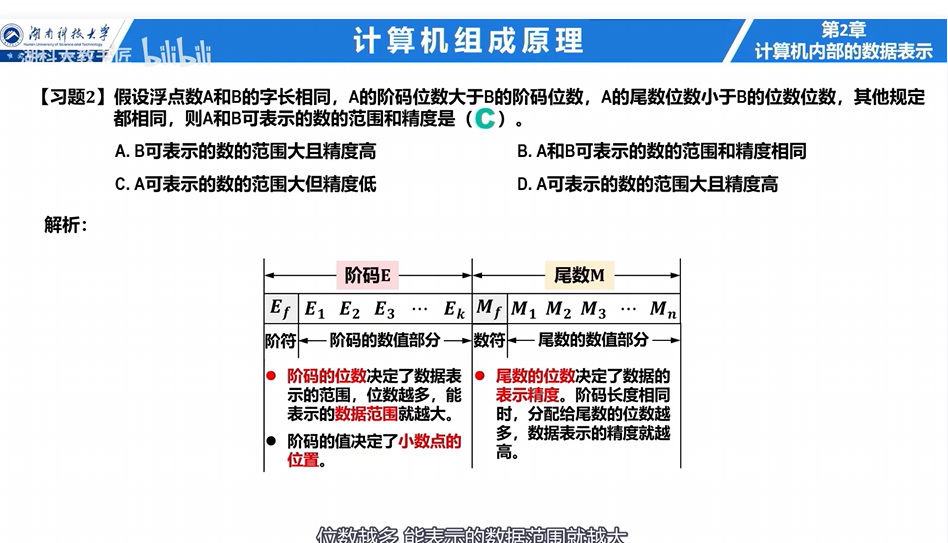 湖南科技大学
Hunan University of Science and Technology
计算机组成原理
第2章
计算机内部的数据表示
bilibili
【习题2】假设浮点数A和B的字长相同，A的阶码位数大于B的阶码位数，A的尾数位数小于B的位数位数，其他规定
都相同，则A和B可表示的数的范围和精度是（C）。
A. B可表示的数的范围大且精度高
B. A和B可表示的数的范围和精度相同
C. A可表示的数的范围大但精度低
D. A可表示的数的范围大且精度高
解析：
阶码E 尾数M
E_f E_1 E_2 E_3 ⋯ E_k M_f M_1 M_2 M_3 ⋯ M_n
阶符 阶码的数值部分 数符 尾数的数值部分
● 阶码的位数决定了数据表
示的范围，位数越多，能
表示的数据范围就越大。
● 阶码的值决定了小数点的
位置。
● 尾数的位数决定了数据的
表示精度。阶码长度相同
时，分配给尾数的位数越
多，数据表示的精度就越
高。
位数越多 能表示的数据范围就越大